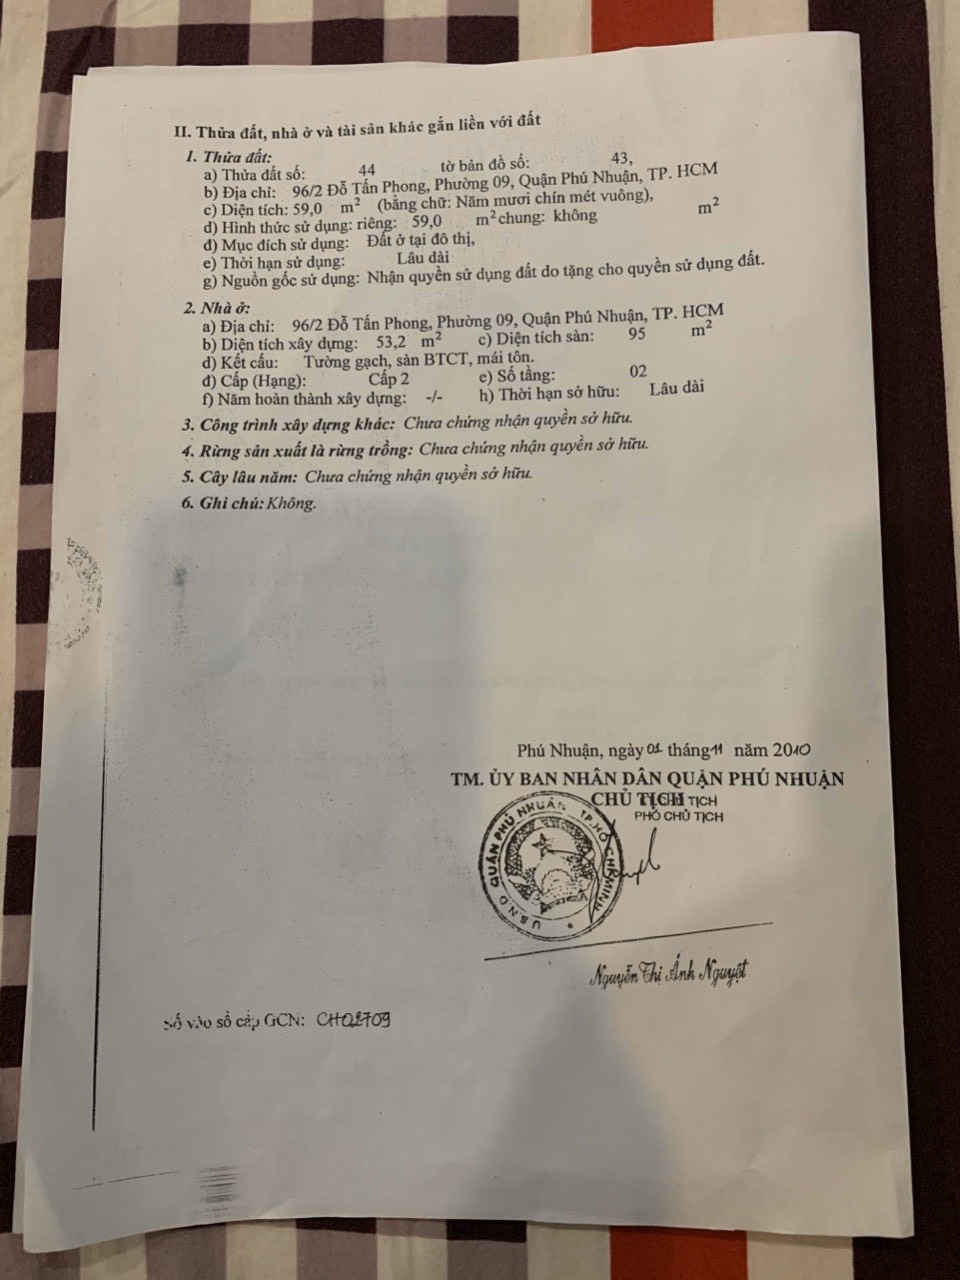 II. Thửa đất, nhà ở và tài sản khác gắn liền với đất
1. Thửa đất:
a) Thửa đất số: 44 tờ bản đồ số: 43,
b) Địa chỉ: 96/2 Đỗ Tấn Phong, Phường 09, Quận Phú Nhuận, TP. HCM
c) Diện tích: 59,0 m² (bằng chữ: Năm mươi chín mét vuông),
d) Hình thức sử dụng: riêng: 59,0 m² chung: không m²
đ) Mục đích sử dụng: Đất ở tại đô thị,
e) Thời hạn sử dụng: Lâu dài
g) Nguồn gốc sử dụng: Nhận quyền sử dụng đất do tặng cho quyền sử dụng đất.
2. Nhà ở:
a) Địa chỉ: 96/2 Đỗ Tấn Phong, Phường 09, Quận Phú Nhuận, TP. HCM
b) Diện tích xây dựng: 53,2 m² c) Diện tích sàn: 95 m²
d) Kết cấu: Tường gạch, sàn BTCT, mái tôn.
đ) Cấp (Hạng): Cấp 2 e) Số tầng: 02
f) Năm hoàn thành xây dựng: -/- h) Thời hạn sở hữu: Lâu dài
3. Công trình xây dựng khác: Chưa chứng nhận quyền sở hữu.
4. Rừng sản xuất là rừng trồng: Chưa chứng nhận quyền sở hữu.
5. Cây lâu năm: Chưa chứng nhận quyền sở hữu.
6. Ghi chú: Không.
Phú Nhuận, ngày 01 tháng 11 năm 2010
TM. ỦY BAN NHÂN DÂN QUẬN PHÚ NHUẬN
CHỦ TỊCH TỊCH
PHÓ CHỦ TỊCH
U.B.N.D QUẬN PHÚ NHUẬN TP.HỒ CHÍ MINH *
Nguyễn Thị Ánh Nguyệt
Số vào sổ cấp GCN: CH02709